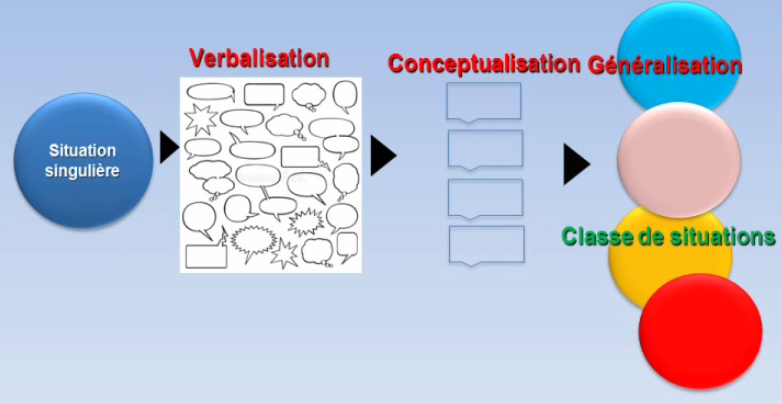 Verbalisation
Conceptualisation
Généralisation
Situation
singulière
Classe de situations